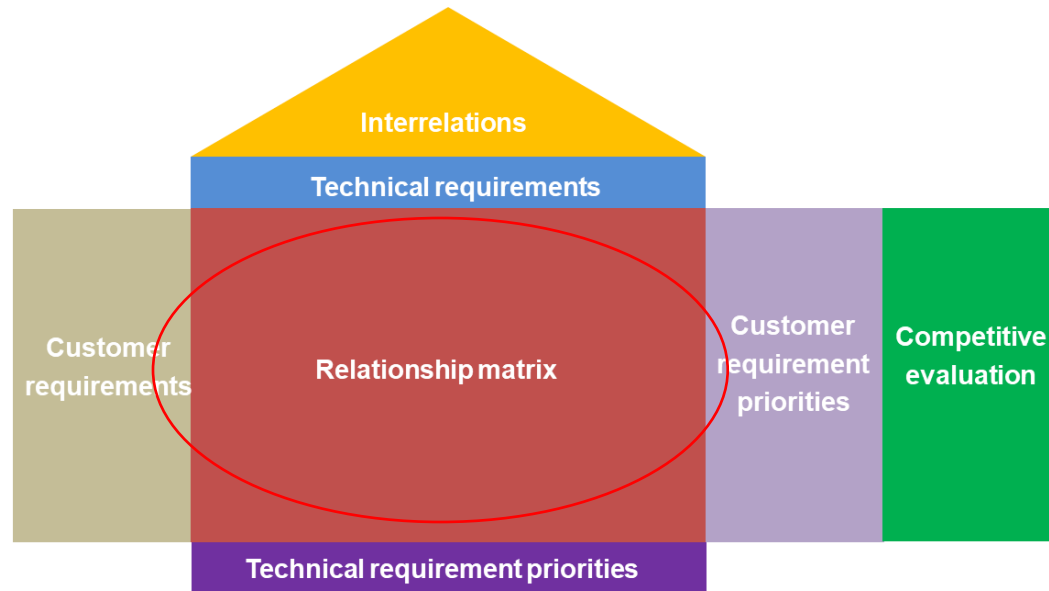 Interrelations
Technical requirements
Customer
requirements
Relationship matrix
Customer
requirement
priorities
Competitive
evaluation
Technical requirement priorities